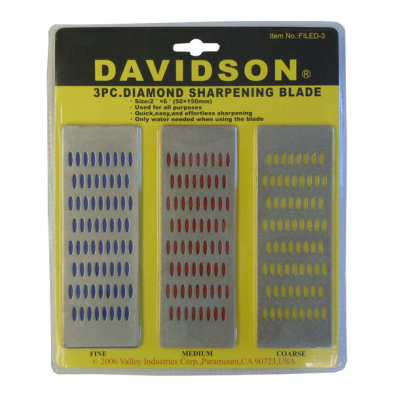 Item No.:FILED-3
DAVIDSON®
3PC.DIAMOND SHARPENING BLADE
· Size:2 ˝ ×6 ˝ (50×150mm)
· Used for all purposes
· Quick,easy,and effortless sharpening
· Only water needed when using the blade
FINE MEDIUM COARSE
© 2006 Valley Industries Corp.,Paramount,CA 90723,USA